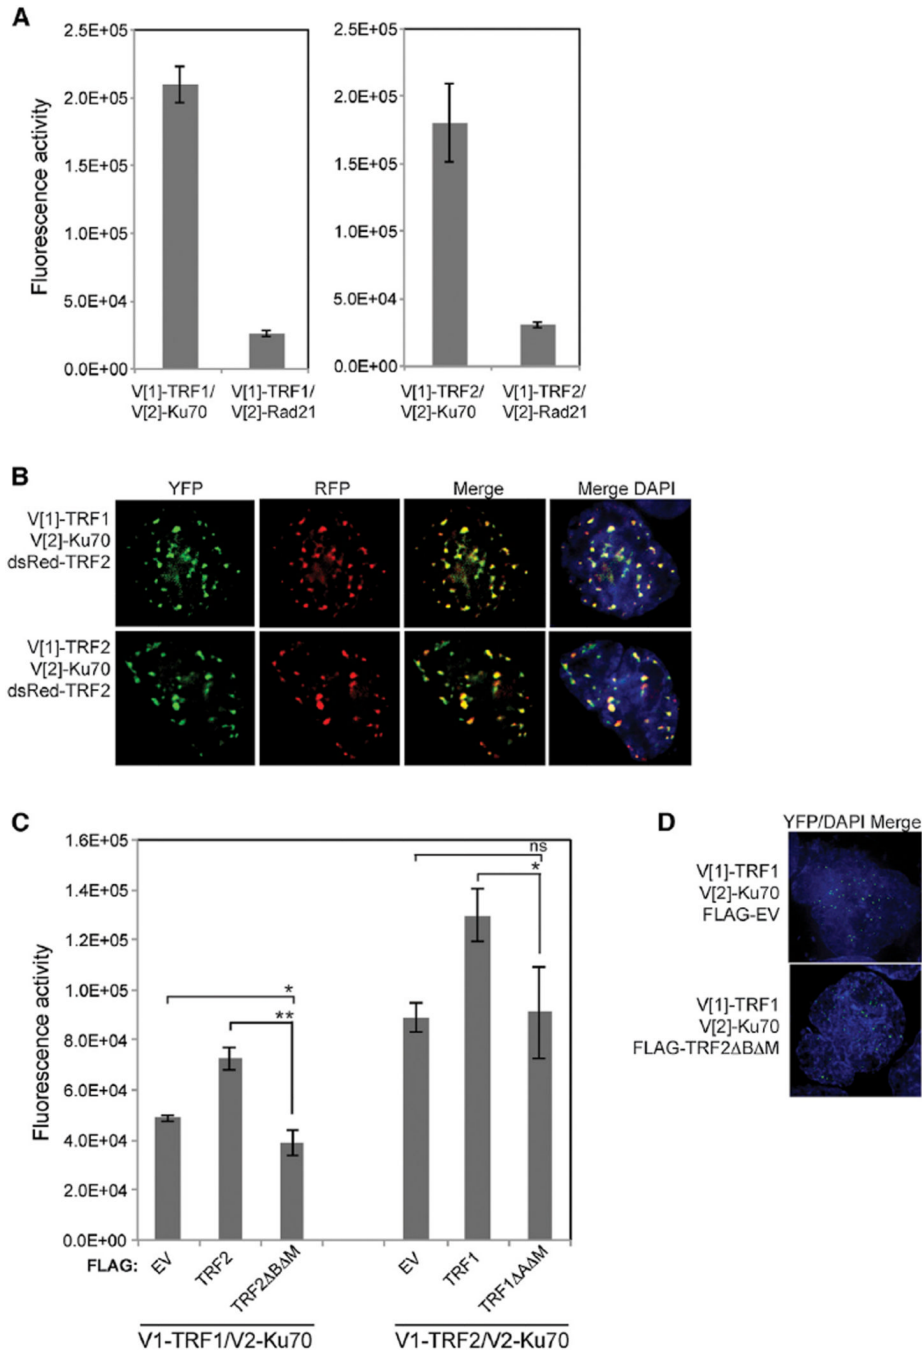 A
Fluorescence activity
2.5E+05
2.0E+05
1.5E+05
1.0E+05
5.0E+04
0.0E+00
V[1]-TRF1/
V[2]-Ku70
V[1]-TRF1/
V[2]-Rad21
2.5E+05
2.0E+05
1.5E+05
1.0E+05
5.0E+04
0.0E+00
V[1]-TRF2/
V[2]-Ku70
V[1]-TRF2/
V[2]-Rad21
B
YFP RFP Merge Merge DAPI
V[1]-TRF1
V[2]-Ku70
dsRed-TRF2
V[1]-TRF2
V[2]-Ku70
dsRed-TRF2
C
Fluorescence activity
1.6E+05
1.4E+05
1.2E+05
1.0E+05
8.0E+04
6.0E+04
4.0E+04
2.0E+04
0.0E+00
*
**
ns
*
FLAG: EV TRF2 TRF2ΔBΔM EV TRF1 TRF1ΔAΔM
V1-TRF1/V2-Ku70 V1-TRF2/V2-Ku70
D
YFP/DAPI Merge
V[1]-TRF1
V[2]-Ku70
FLAG-EV
V[1]-TRF1
V[2]-Ku70
FLAG-TRF2ΔBΔM